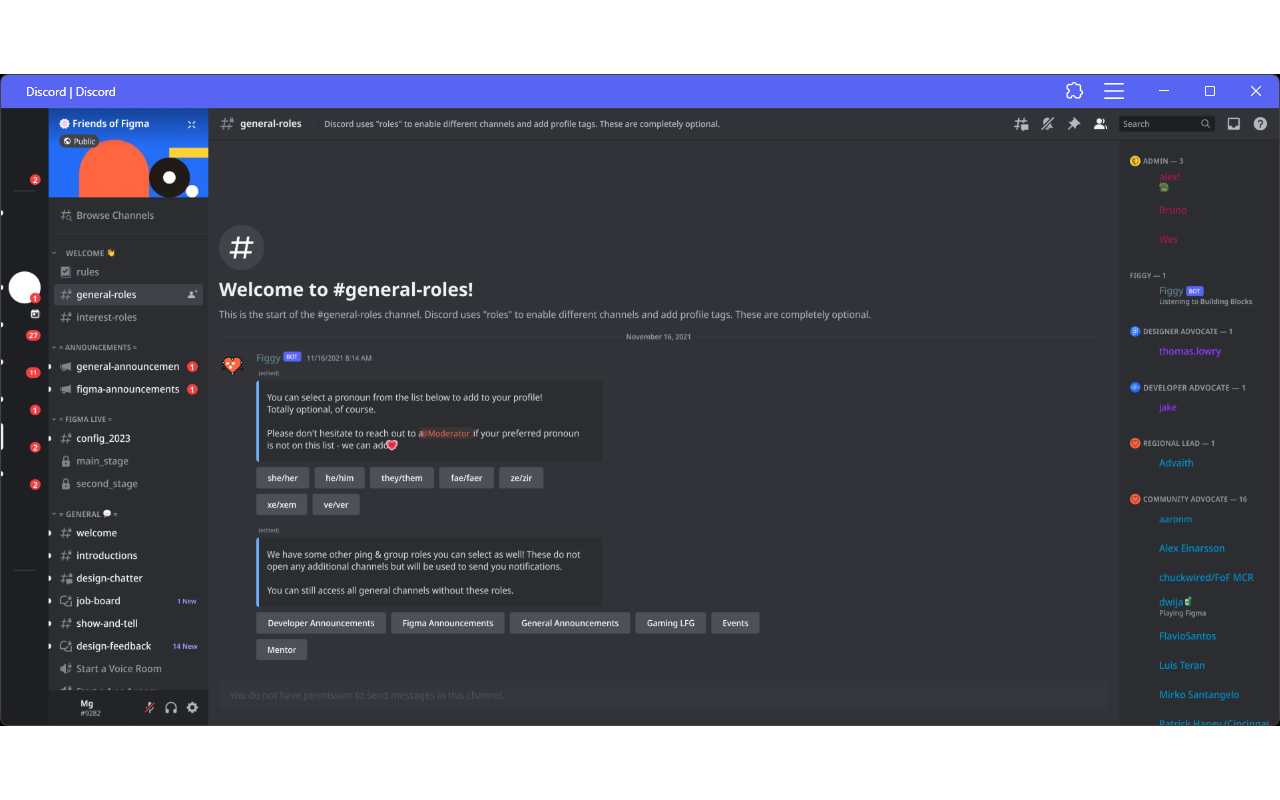 Discord | Discord
2
1
27
11
1
2
2
Friends of Figma
Public
Browse Channels
WELCOME 👋
rules
general-roles
interest-roles
= ANNOUNCEMENTS =
general-announcemen 1
figma-announcements 1
= FIGMA LIVE =
config_2023
main_stage
second_stage
= GENERAL 💬 =
welcome
introductions
design-chatter
job-board 1 New
show-and-tell
design-feedback 14 New
Start a Voice Room
Mg
#9282
general-roles
Discord uses "roles" to enable different channels and add profile tags. These are completely optional.
Search
Welcome to #general-roles!
This is the start of the #general-roles channel. Discord uses "roles" to enable different channels and add profile tags. These are completely optional.
November 16, 2021
Figgy BOT 11/16/2021 8:14 AM
(edited)
You can select a pronoun from the list below to add to your profile!
Totally optional, of course.
Please don't hesitate to reach out to a @Moderator if your preferred pronoun
is not on this list - we can add ❤️
she/her
he/him
they/them
fae/faer
ze/zir
xe/xem
ve/ver
(edited)
We have some other ping & group roles you can select as well! These do not
open any additional channels but will be used to send you notifications.
You can still access all general channels without these roles.
Developer Announcements
Figma Announcements
General Announcements
Gaming LFG
Events
Mentor
You do not have permission to send messages in this channel.
ADMIN — 3
alex!
Bruno
Wes
FIGGY — 1
Figgy BOT
Listening to Building Blocks
DESIGNER ADVOCATE — 1
thomas.lowry
DEVELOPER ADVOCATE — 1
jake
REGIONAL LEAD — 1
Advaith
COMMUNITY ADVOCATE — 16
aaronm
Alex Einarsson
chuckwired/FoF MCR
dwija
Playing Figma
FlavioSantos
Luis Teran
Mirko Santangelo
Patrick Haney (Cincinnat